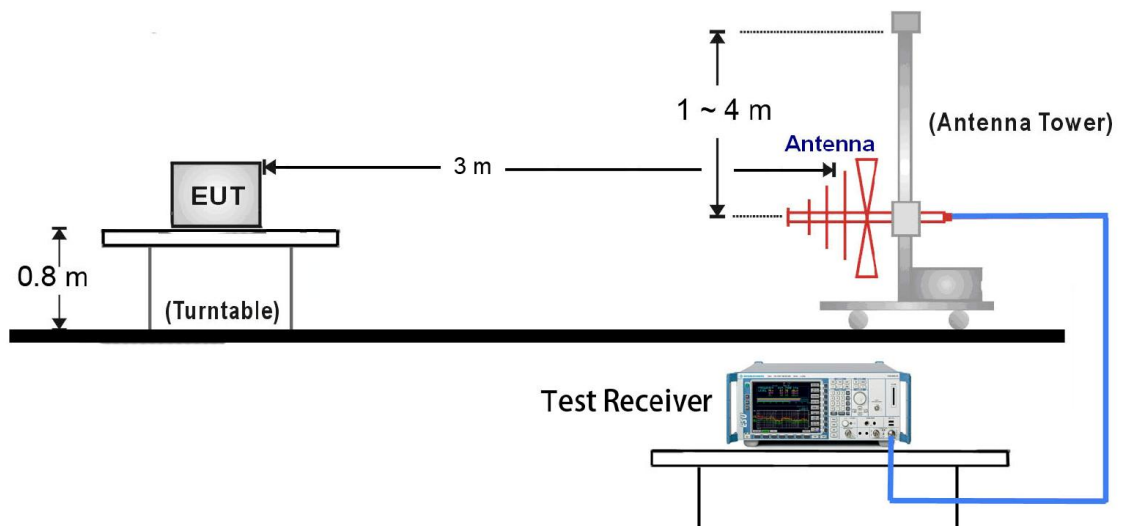 1 ~ 4 m
(Antenna Tower)
Antenna
3 m
EUT
0.8 m
(Turntable)
Test Receiver